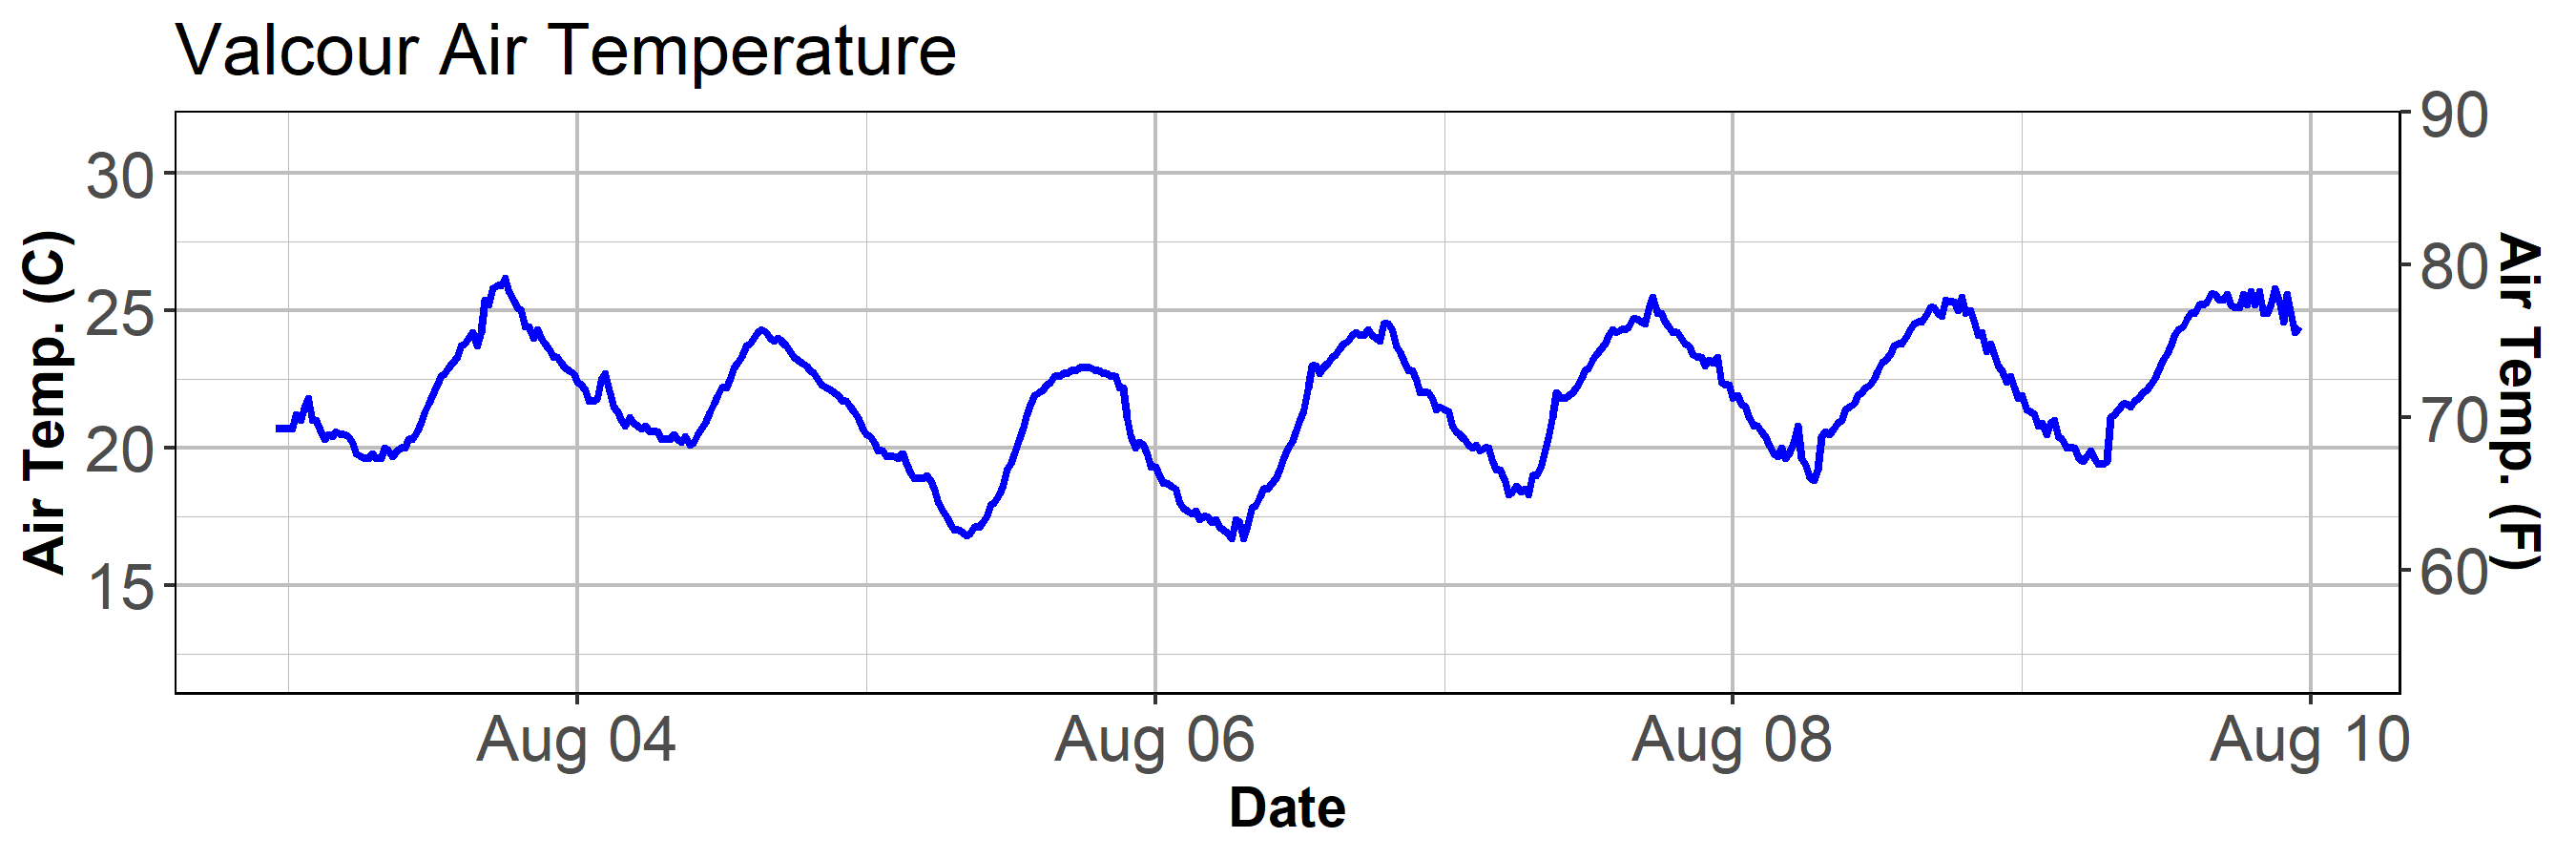 Valcour Air Temperature
Air Temp. (C)
30
25
20
15
90
80
70
60
Air Temp. (F)
Aug 04
Aug 06
Aug 08
Aug 10
Date